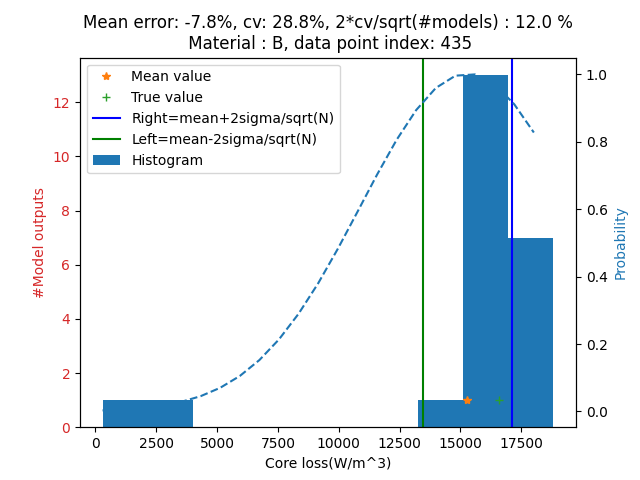 Mean error: -7.8%, cv: 28.8%, 2*cv/sqrt(#models) : 12.0 %
Material : B, data point index: 435
Mean value
True value
Right=mean+2sigma/sqrt(N)
Left=mean-2sigma/sqrt(N)
Histogram
#Model outputs
12
10
8
6
4
2
0
1.0
0.8
0.6
0.4
0.2
0.0
Probability
0 2500 5000 7500 10000 12500 15000 17500
Core loss(W/m^3)